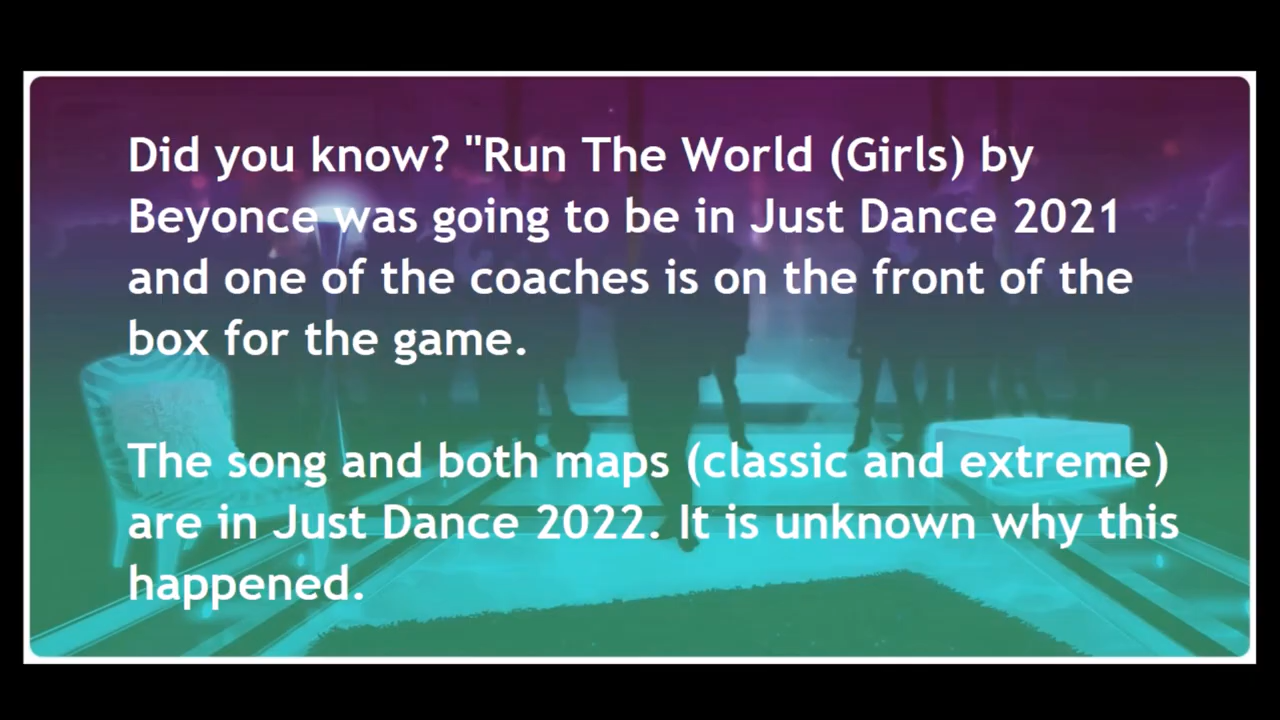 Did you know? "Run The World (Girls) by
Beyonce was going to be in Just Dance 2021
and one of the coaches is on the front of the
box for the game.
The song and both maps (classic and extreme)
are in Just Dance 2022. It is unknown why this
happened.